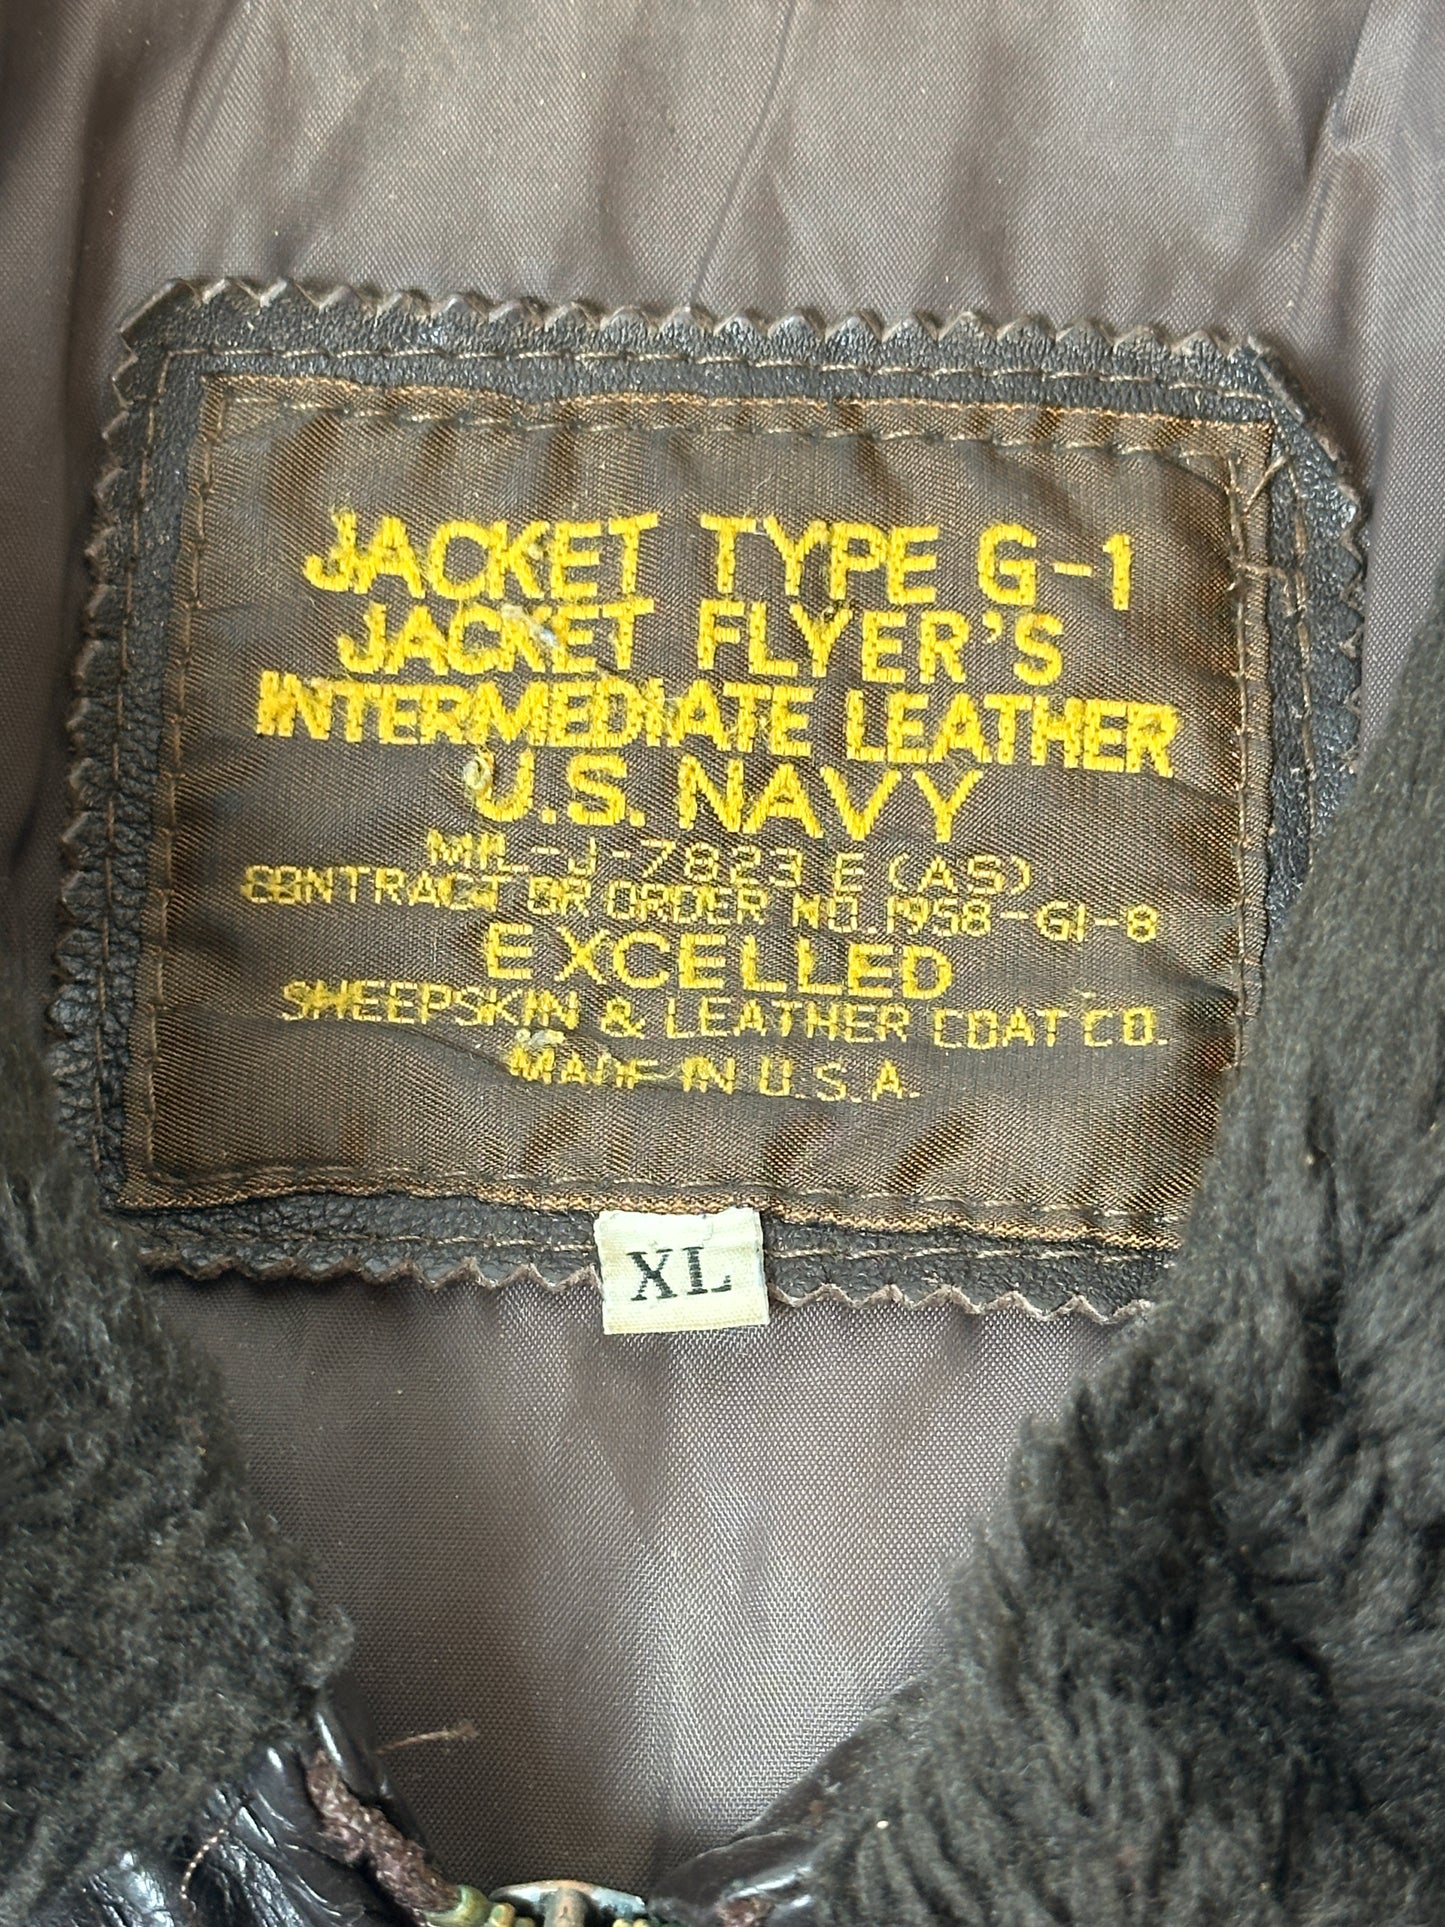 JACKET TYPE G-1
JACKET FLYER'S
INTERMEDIATE LEATHER
U.S. NAVY
MIL-J-7823 E (AS)
CONTRACT OR ORDER NO. 1958-GI-8
EXCELLED
SHEEPSKIN & LEATHER COAT CO.
MADE IN U.S.A.
XL